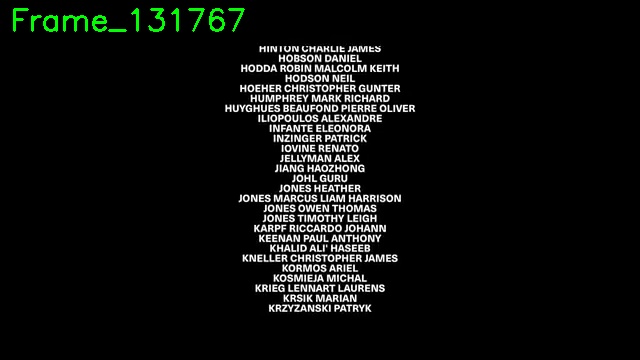 Frame_131767
HINTON CHARLIE JAMES
HOBSON DANIEL
HODDA ROBIN MALCOLM KEITH
HODSON NEIL
HOEHER CHRISTOPHER GUNTER
HUMPHREY MARK RICHARD
HUYGHUES BEAUFOND PIERRE OLIVER
ILIOPOULOS ALEXANDRE
INFANTE ELEONORA
INZINGER PATRICK
IOVINE RENATO
JELLYMAN ALEX
JIANG HAOZHONG
JOHL GURU
JONES HEATHER
JONES MARCUS LIAM HARRISON
JONES OWEN THOMAS
JONES TIMOTHY LEIGH
KARPF RICCARDO JOHANN
KEENAN PAUL ANTHONY
KHALID ALI' HASEEB
KNELLER CHRISTOPHER JAMES
KORMOS ARIEL
KOSMIEJA MICHAL
KRIEG LENNART LAURENS
KRSIK MARIAN
KRZYZANSKI PATRYK